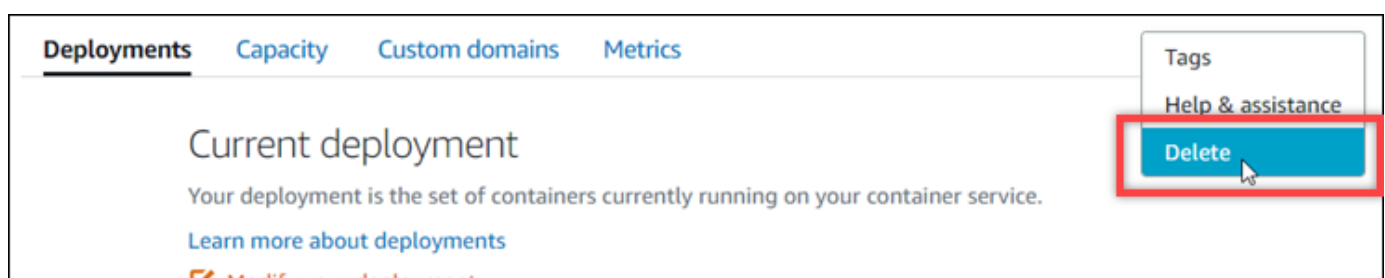 Deployments Capacity Custom domains Metrics
Tags
Help & assistance
Delete
Current deployment
Your deployment is the set of containers currently running on your container service.
Learn more about deployments